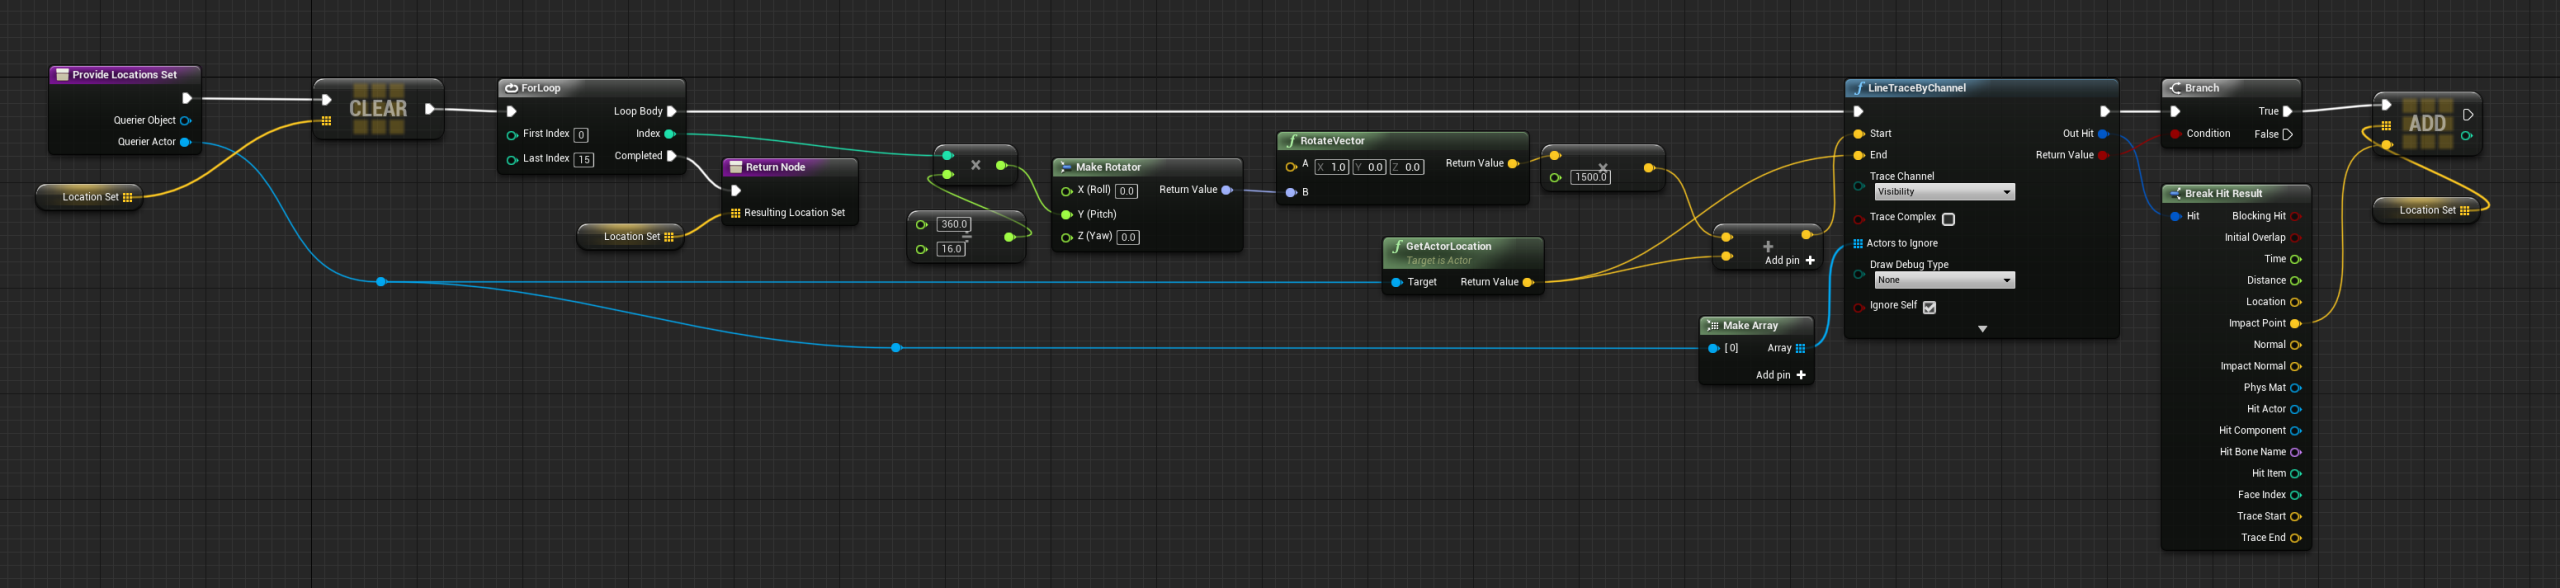 Provide Locations Set
Querier Object
Querier Actor
Location Set
CLEAR
ForLoop
Loop Body
First Index 0
Index
Last Index 15
Completed
Return Node
Resulting Location Set
Location Set
×
360.0
÷
16.0
Make Rotator
X (Roll) 0.0
Return Value
Y (Pitch)
Z (Yaw) 0.0
RotateVector
A X 1.0 Y 0.0 Z 0.0
Return Value
B
×
1500.0
GetActorLocation
Target is Actor
Target
Return Value
+
Add pin +
Make Array
[0]
Array
Add pin +
LineTraceByChannel
Start
Out Hit
End
Return Value
Trace Channel
Visibility
Trace Complex
Actors to Ignore
Draw Debug Type
None
Ignore Self
Branch
True
Condition
False
Break Hit Result
Hit
Blocking Hit
Initial Overlap
Time
Distance
Location
Impact Point
Normal
Impact Normal
Phys Mat
Hit Actor
Hit Component
Hit Bone Name
Hit Item
Face Index
Trace Start
Trace End
ADD
Location Set